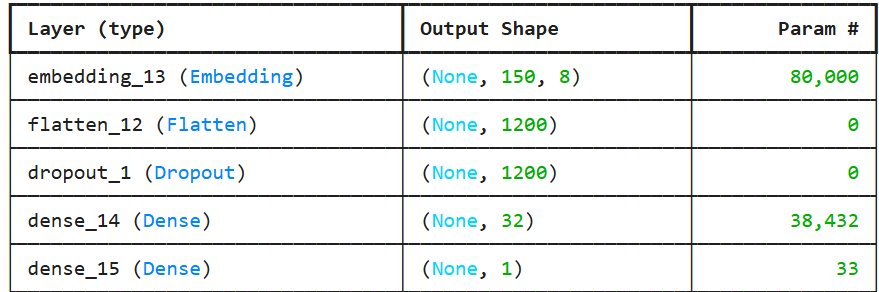 Layer (type) Output Shape Param #
embedding_13 (Embedding) (None, 150, 8) 80,000
flatten_12 (Flatten) (None, 1200) 0
dropout_1 (Dropout) (None, 1200) 0
dense_14 (Dense) (None, 32) 38,432
dense_15 (Dense) (None, 1) 33